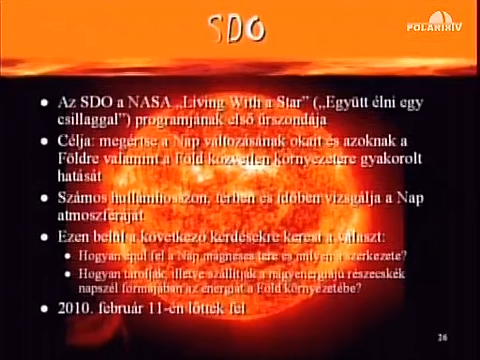 SDO
POLARIXIV
Az SDO a NASA „Living With a Star” („Együtt élni egy
csillaggal”) programjának első űrszondája
Célja: megértse a Nap változásának okait és azoknak a
Földre valamint a Föld közvetlen környezetére gyakorolt
hatását
Számos hullámhosszon, térben és időben vizsgálja a Nap
atmoszféráját
Ezen belül a következő kérdésekre keresi a választ:
Hogyan épül fel a Nap mágneses tere és milyen a szerkezete?
Hogyan tárolják, illetve szállítják a nagyenergiájú részecskék
napszél formájában az energiát a Föld környezetébe?
2010. február 11-én lőtték fel
26